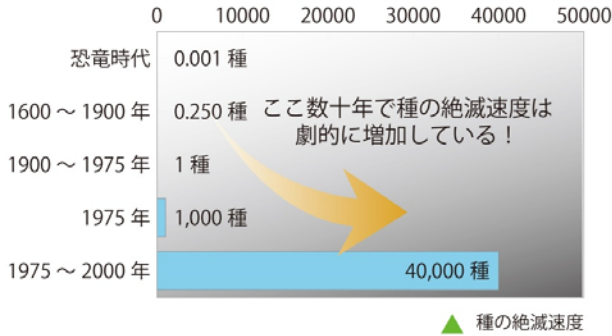 0 10000 20000 30000 40000 50000
恐竜時代 0.001 種
1600 ～ 1900 年 0.250 種
ここ数十年で種の絶滅速度は
劇的に増加している！
1900 ～ 1975 年 1 種
1975 年 1,000 種
1975 ～ 2000 年 40,000 種
▲ 種の絶滅速度